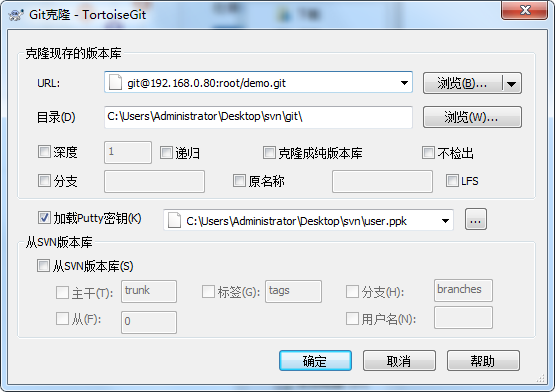 Git克隆 - TortoiseGit
克隆现存的版本库
URL: git@192.168.0.80:root/demo.git 浏览(B)...
目录(D) C:\Users\Administrator\Desktop\svn\git\ 浏览(W)...
深度 1 递归 克隆成纯版本库 不检出
分支 原名称 LFS
加载Putty密钥(K) C:\Users\Administrator\Desktop\svn\user.ppk ...
从SVN版本库
从SVN版本库(S)
主干(T): trunk 标签(G): tags 分支(H): branches
从(F): 0 用户名(N):
确定 取消 帮助